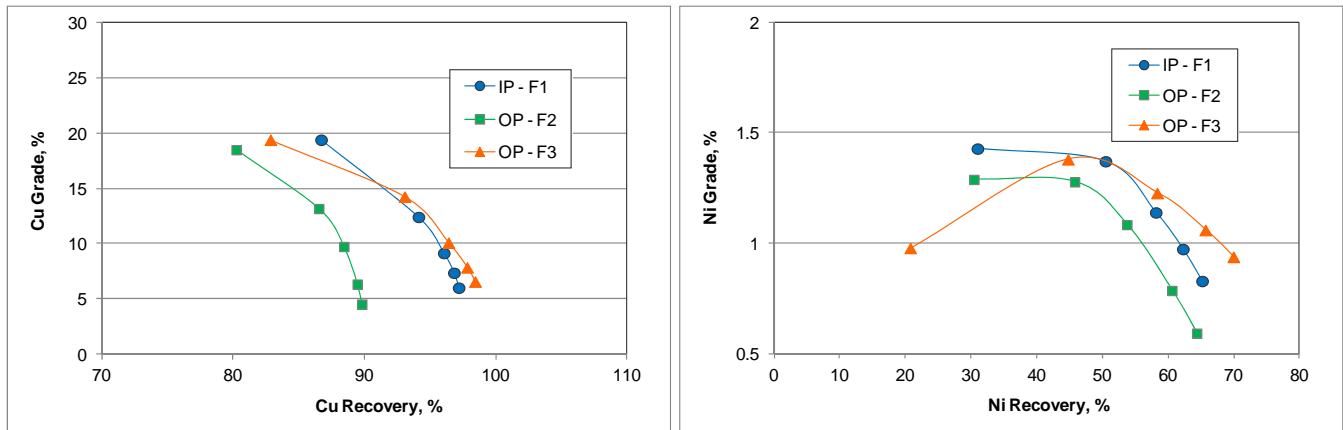 30
25
20
15
10
5
0
Cu Grade, %
70
80
90
100
110
Cu Recovery, %
IP - F1
OP - F2
OP - F3
2
1.5
1
0.5
Ni Grade, %
0
10
20
30
40
50
60
70
80
Ni Recovery, %
IP - F1
OP - F2
OP - F3